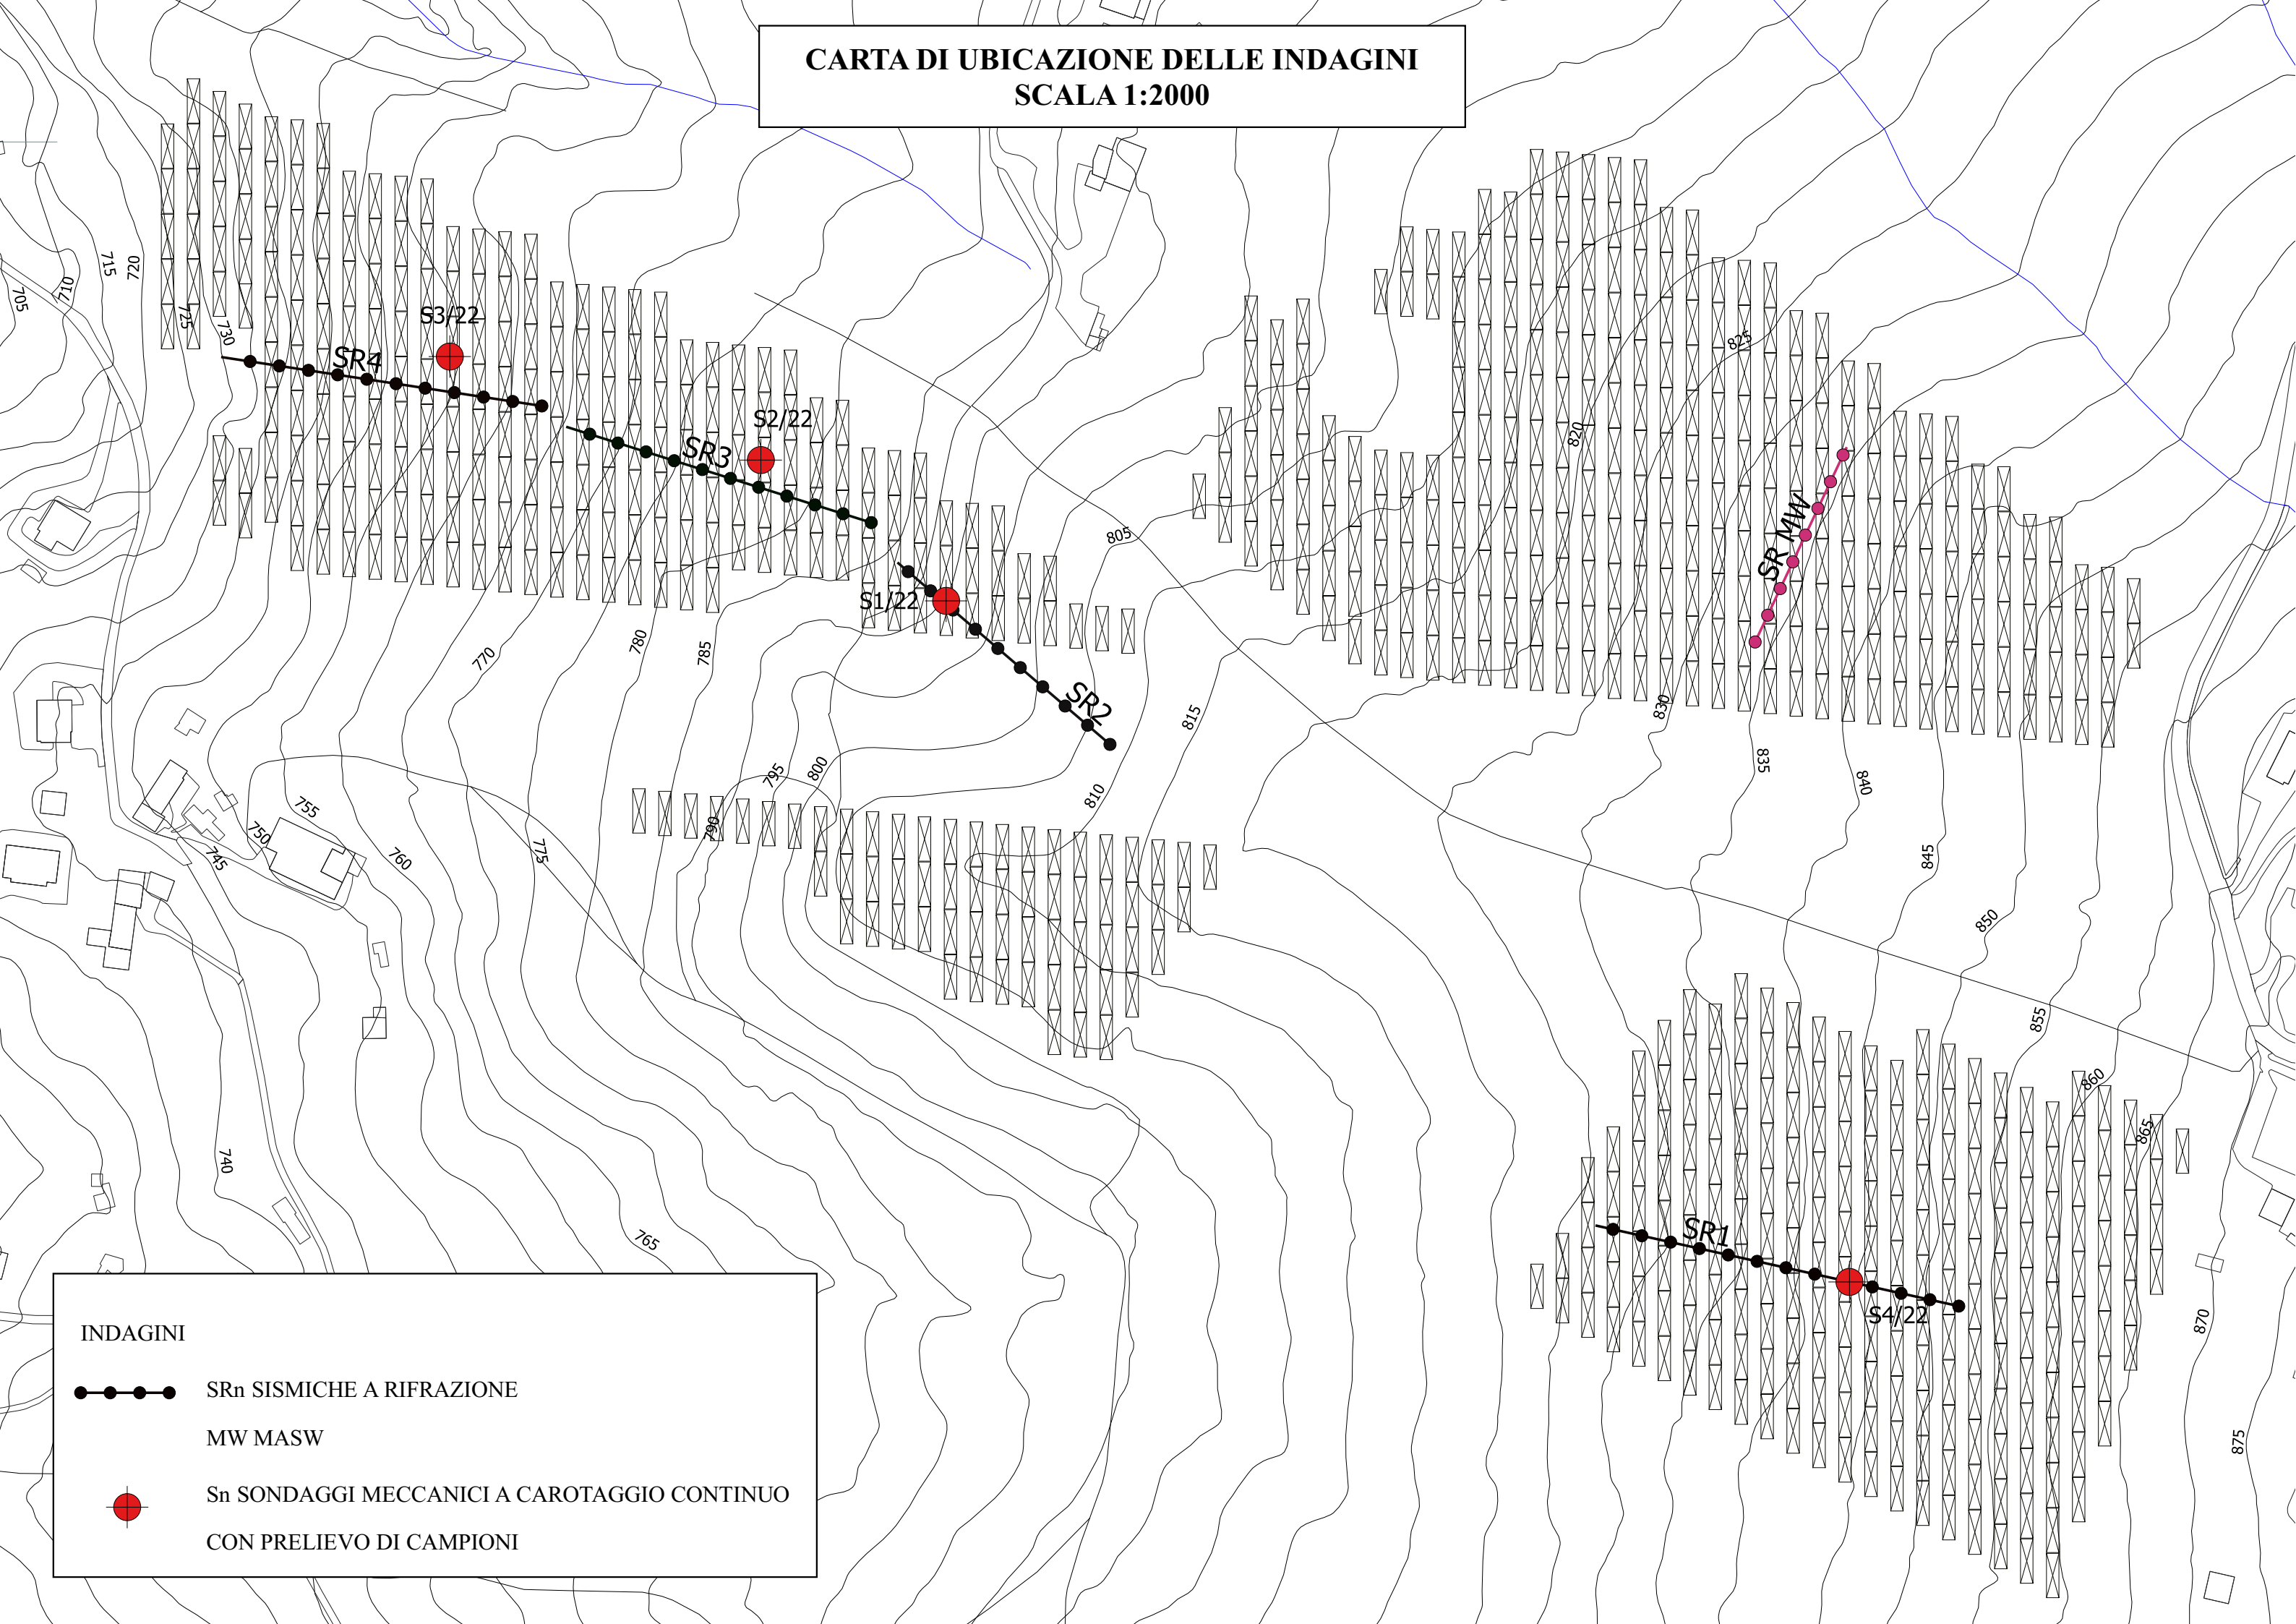 CARTA DI UBICAZIONE DELLE INDAGINI
SCALA 1:2000
705
710
715
720
725
730
S3/22
SR4
S2/22
SR3
S1/22
SR2
805
820
825
SR MW
770
780
785
815
830
835
840
755
750
745
760
775
790
795
800
810
845
850
855
860
865
740
765
SR1
S4/22
870
875
INDAGINI
SRn SISMICHE A RIFRAZIONE
MW MASW
Sn SONDAGGI MECCANICI A CAROTAGGIO CONTINUO
CON PRELIEVO DI CAMPIONI